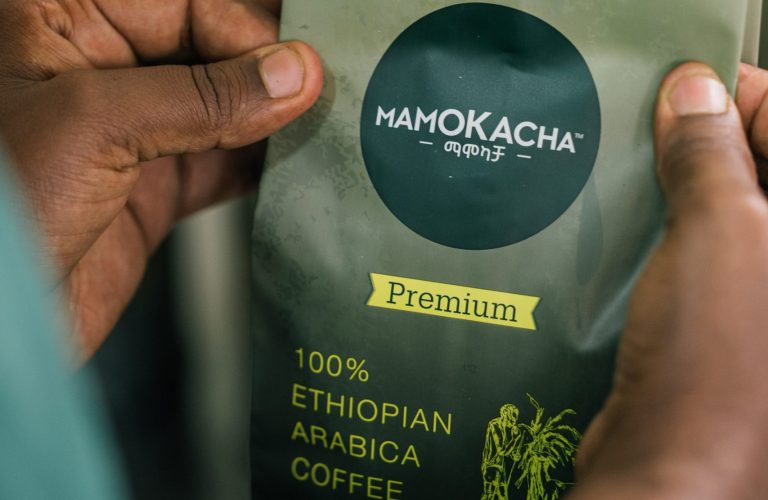 MAMOKACHA™
– ማሞካቻ –
Premium
100%
ETHIOPIAN
ARABICA
COFFEE